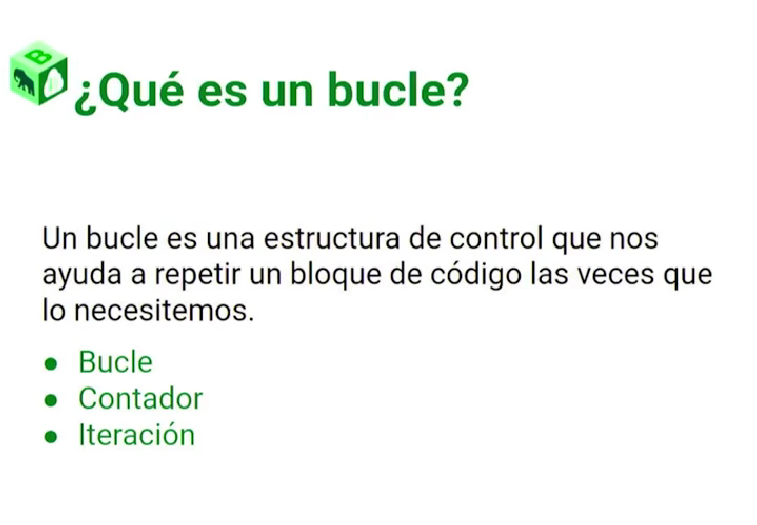 B
¿Qué es un bucle?
Un bucle es una estructura de control que nos
ayuda a repetir un bloque de código las veces que
lo necesitemos.
• Bucle
• Contador
• Iteración